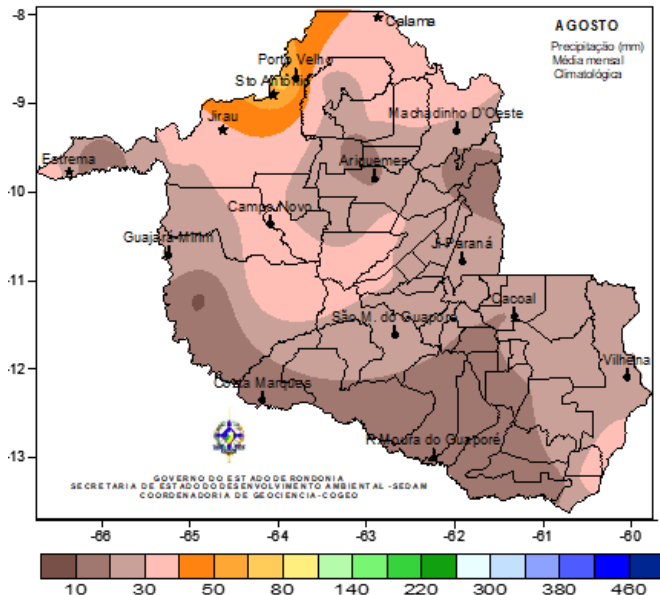 AGOSTO
Precipitação (mm)
Média mensal
Climatológica
-8
Calama
Porto Velho
Sto Antônio
-9
Machadinho D'Oeste
Jirau
Estrema
Ariquemes
-10
Campo Novo
Guajará-Mirim
Ji-Paraná
-11
Cacoal
São M. do Guaporé
-12
Vilhena
Costa Marques
P.Moura do Guaporé
-13
GOVERNO DO ESTADO DE RONDONIA
SECRETARIA DE ESTADO DO DESENVOLVIMENTO AMBIENTAL -SEDAM
COORDENADORIA DE GEOCIENCIA-COGEO
-66 -65 -64 -63 -62 -61 -60
10 30 50 80 140 220 300 380 460